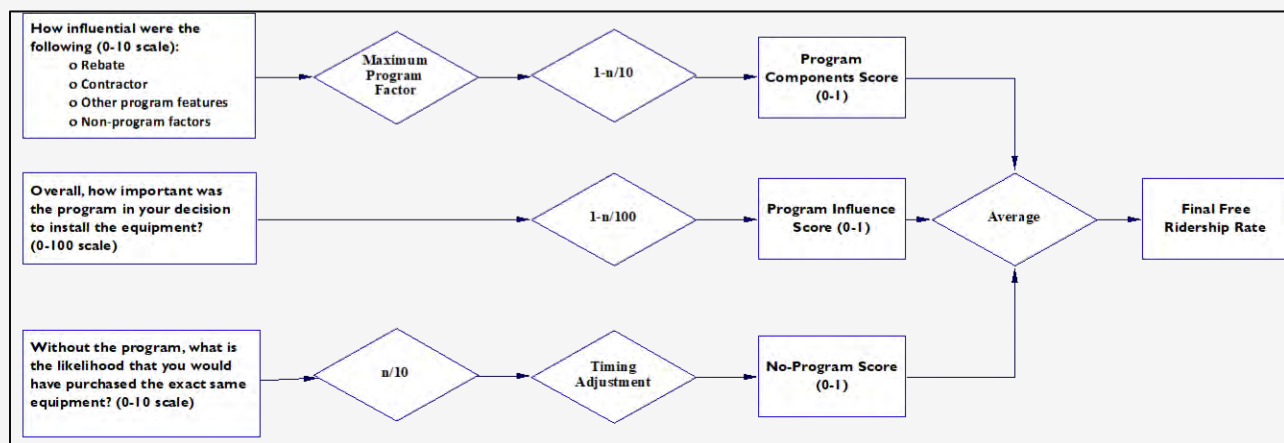 How influential were the
following (0-10 scale):
o Rebate
o Contractor
o Other program features
o Non-program factors
Maximum
Program
Factor
1-n/10
Program
Components Score
(0-1)
Overall, how important was
the program in your decision
to install the equipment?
(0-100 scale)
1-n/100
Program Influence
Score (0-1)
Average
Final Free
Ridership Rate
Without the program, what is
the likelihood that you would
have purchased the exact same
equipment? (0-10 scale)
n/10
Timing
Adjustment
No-Program Score
(0-1)